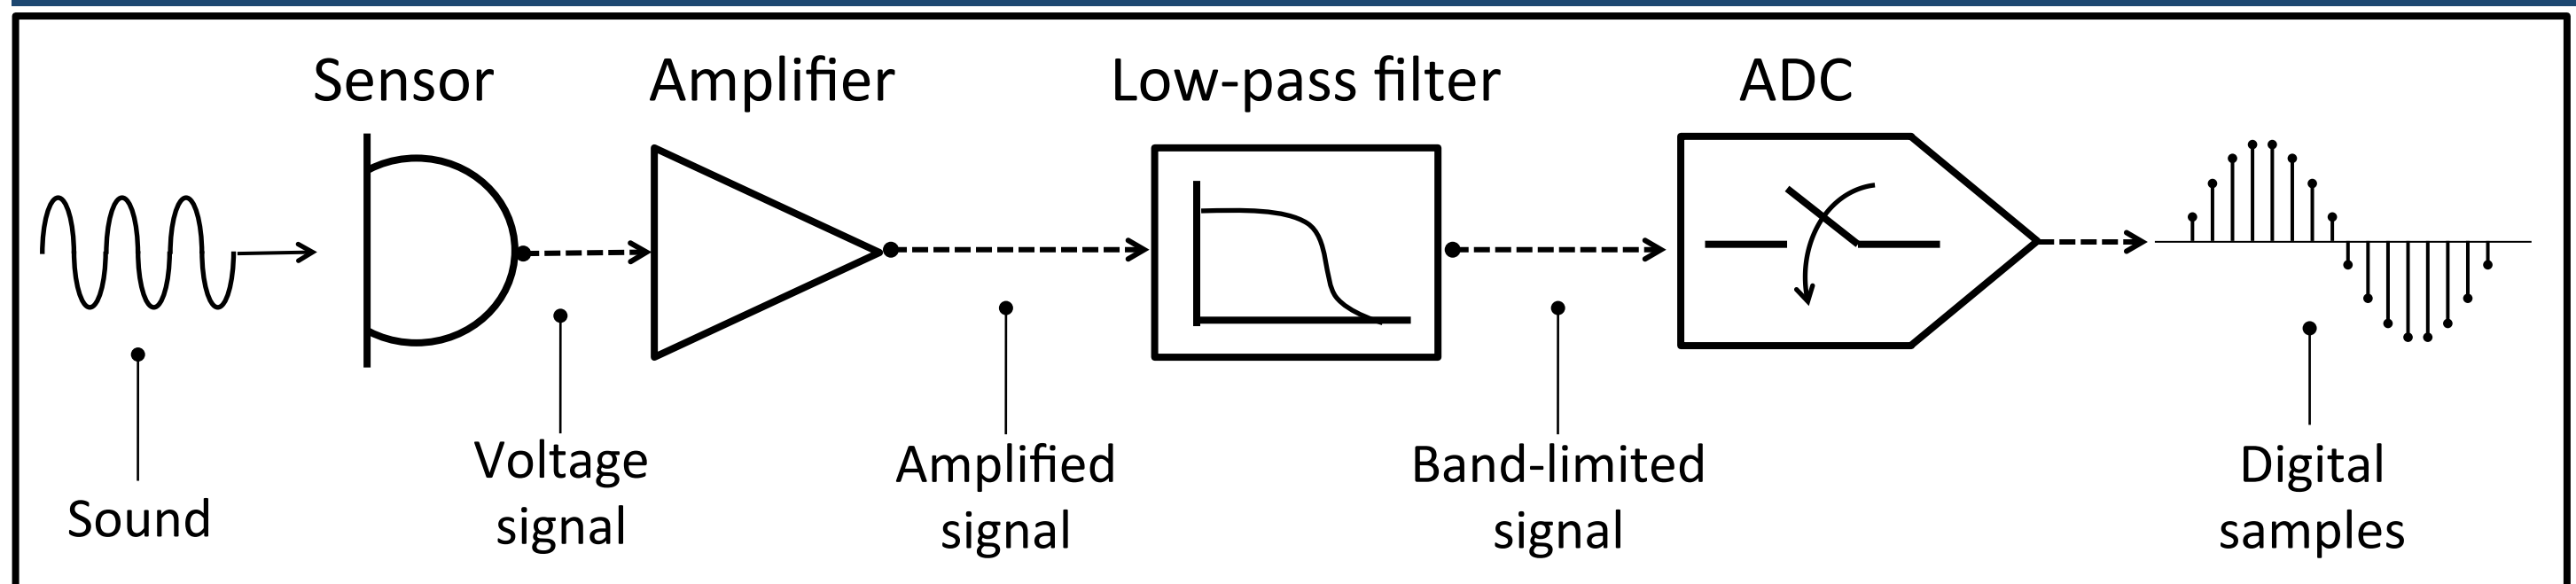 Sensor
Amplifier
Low-pass filter
ADC
Sound
Voltage
signal
Amplified
signal
Band-limited
signal
Digital
samples